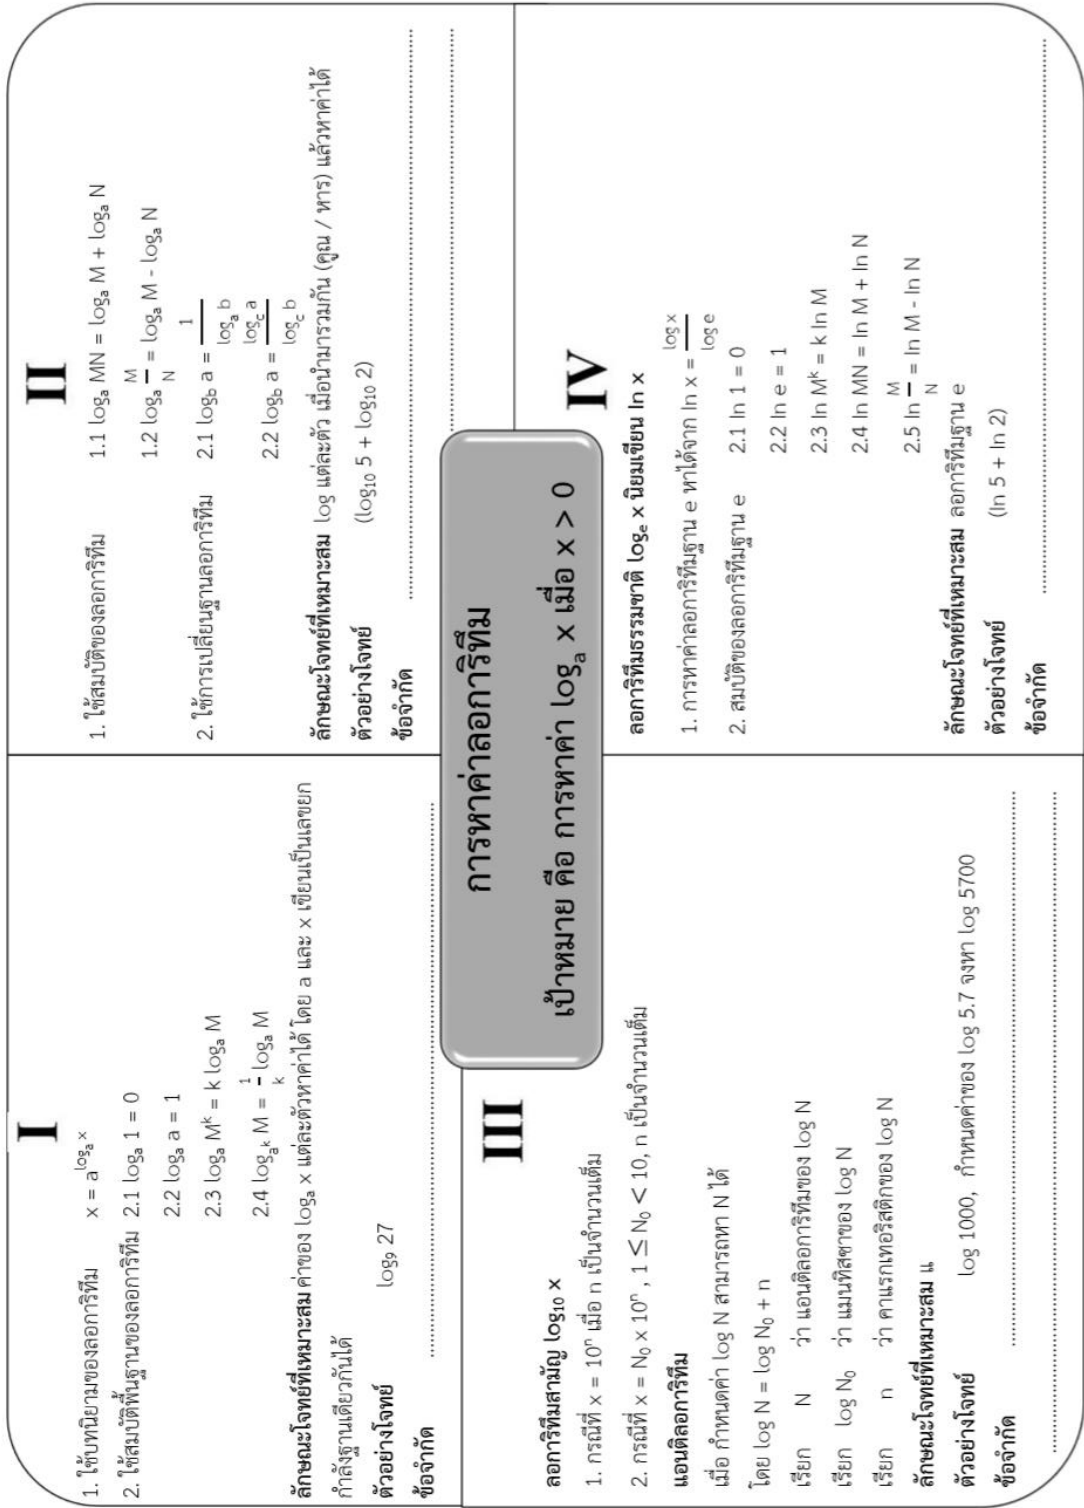 การหาค่าลอการิทึม
เป้าหมาย คือ การหาค่า logₐ x เมื่อ x > 0
I
1. ใช้บทนิยามของลอการิทึม x = a^(logₐ x)
2. ใช้สมบัติพื้นฐานของลอการิทึม 2.1 logₐ 1 = 0
2.2 logₐ a = 1
2.3 logₐ Mᵏ = k logₐ M
2.4 log_(aᵏ) M = 1/k logₐ M
ลักษณะโจทย์ที่เหมาะสม ค่าของ logₐ x แต่ละตัวหาค่าได้ โดย a และ x เขียนเป็นเลขยก
กำลังฐานเดียวกันได้
ตัวอย่างโจทย์ log₉ 27
ข้อจำกัด ........................................
II
1. ใช้สมบัติของลอการิทึม 1.1 logₐ MN = logₐ M + logₐ N
1.2 logₐ M/N = logₐ M - logₐ N
2. ใช้การเปลี่ยนฐานลอการิทึม 2.1 log_b a = 1/(logₐ b)
2.2 log_b a = (log_c a)/(log_c b)
ลักษณะโจทย์ที่เหมาะสม log แต่ละตัว เมื่อนำมารวมกัน (คูณ / หาร) แล้วหาค่าได้
ตัวอย่างโจทย์ (log₁₀ 5 + log₁₀ 2)
ข้อจำกัด ........................................
........................................
III
ลอการิทึมสามัญ log₁₀ x
1. กรณีที่ x = 10ⁿ เมื่อ n เป็นจำนวนเต็ม
2. กรณีที่ x = N₀ x 10ⁿ , 1 ≤ N₀ < 10, n เป็นจำนวนเต็ม
แอนติลอการิทึม
เมื่อ กำหนดค่า log N สามารถหา N ได้
โดย log N = log N₀ + n
เรียก N ว่า แอนติลอการิทึมของ log N
เรียก log N₀ ว่า แมนทิสซาของ log N
เรียก n ว่า คาแรกเทอริสติกของ log N
ลักษณะโจทย์ที่เหมาะสม แ
ตัวอย่างโจทย์ log 1000, กำหนดค่าของ log 5.7 จงหา log 5700
ข้อจำกัด ........................................
........................................
IV
ลอการิทึมธรรมชาติ logₑ x นิยมเขียน ln x
1. การหาค่าลอการิทึมฐาน e หาได้จาก ln x = log x/log e
2. สมบัติของลอการิทึมฐาน e 2.1 ln 1 = 0
2.2 ln e = 1
2.3 ln Mᵏ = k ln M
2.4 ln MN = ln M + ln N
2.5 ln M/N = ln M - ln N
ลักษณะโจทย์ที่เหมาะสม ลอการิทึมฐาน e
ตัวอย่างโจทย์ (ln 5 + ln 2)
ข้อจำกัด ........................................